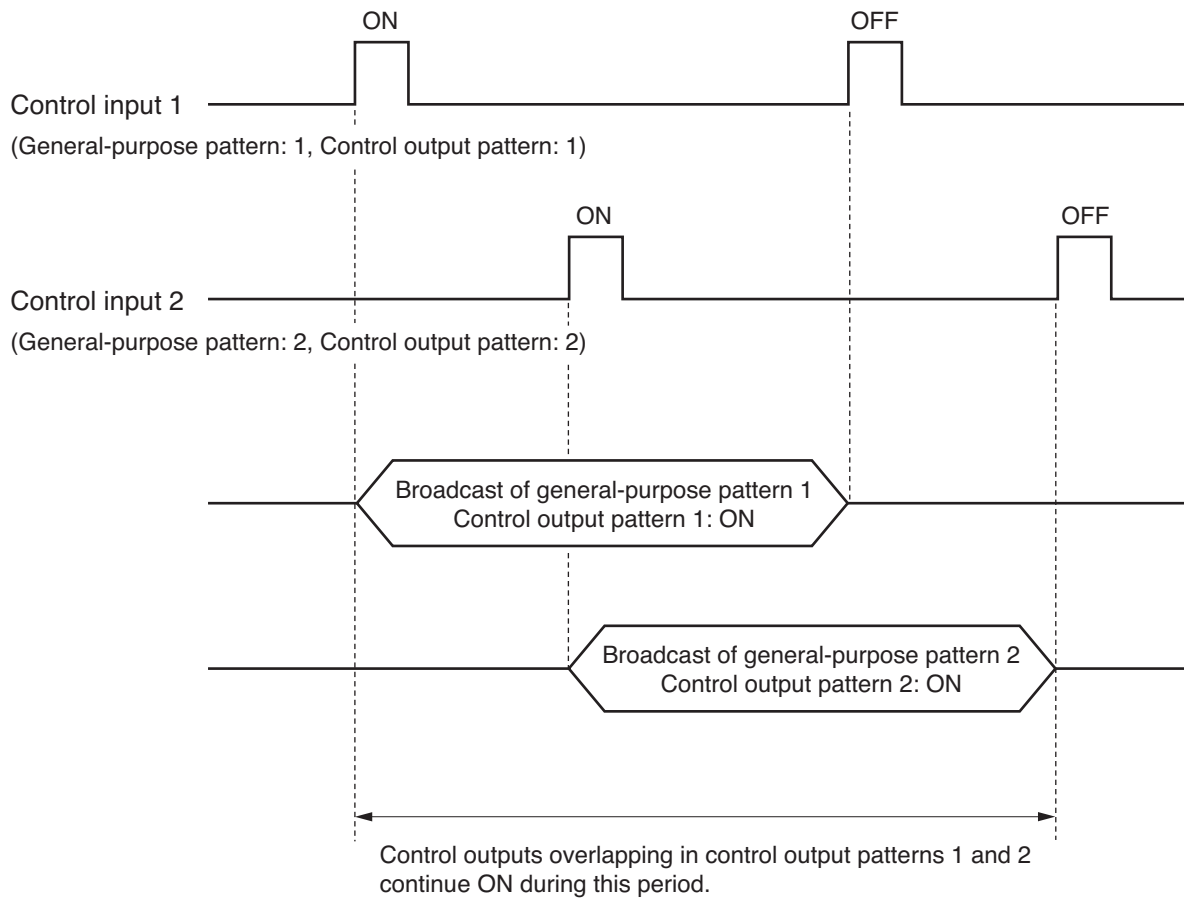 ON
OFF
Control input 1
(General-purpose pattern: 1, Control output pattern: 1)
ON
OFF
Control input 2
(General-purpose pattern: 2, Control output pattern: 2)
Broadcast of general-purpose pattern 1
Control output pattern 1: ON
Broadcast of general-purpose pattern 2
Control output pattern 2: ON
Control outputs overlapping in control output patterns 1 and 2
continue ON during this period.